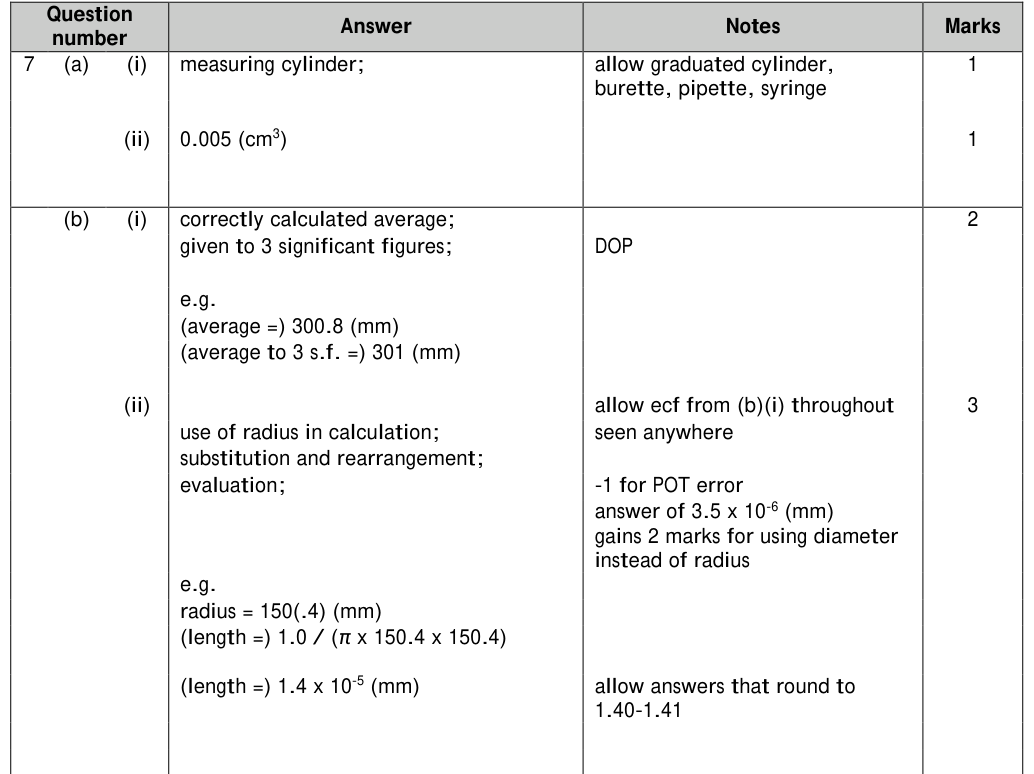 Question number Answer Notes Marks
7 (a) (i) measuring cylinder; allow graduated cylinder, 1
burette, pipette, syringe
(ii) 0.005 (cm³) 1
(b) (i) correctly calculated average; 2
given to 3 significant figures; DOP
e.g.
(average =) 300.8 (mm)
(average to 3 s.f. =) 301 (mm)
(ii) allow ecf from (b)(i) throughout 3
use of radius in calculation; seen anywhere
substitution and rearrangement;
evaluation; -1 for POT error
answer of 3.5 x 10⁻⁶ (mm)
gains 2 marks for using diameter
instead of radius
e.g.
radius = 150(.4) (mm)
(length =) 1.0 / (π x 150.4 x 150.4)
(length =) 1.4 x 10⁻⁵ (mm) allow answers that round to
1.40-1.41